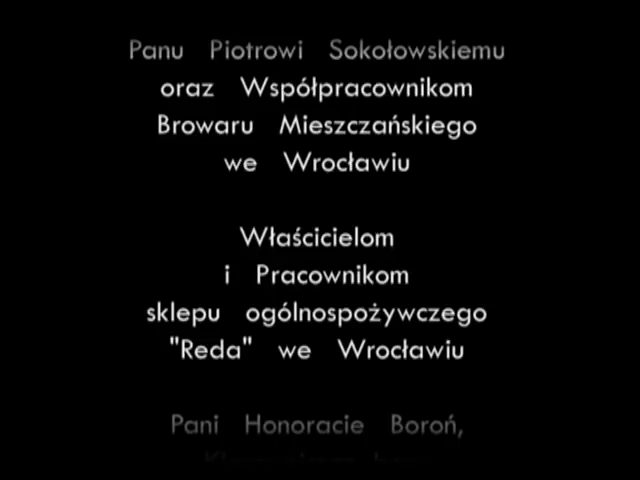 Panu Piotrowi Sokołowskiemu
oraz Współpracownikom
Browaru Mieszczańskiego
we Wrocławiu
Właścicielom
i Pracownikom
sklepu ogólnospożywczego
"Reda" we Wrocławiu
Pani Honoracie Boroń,